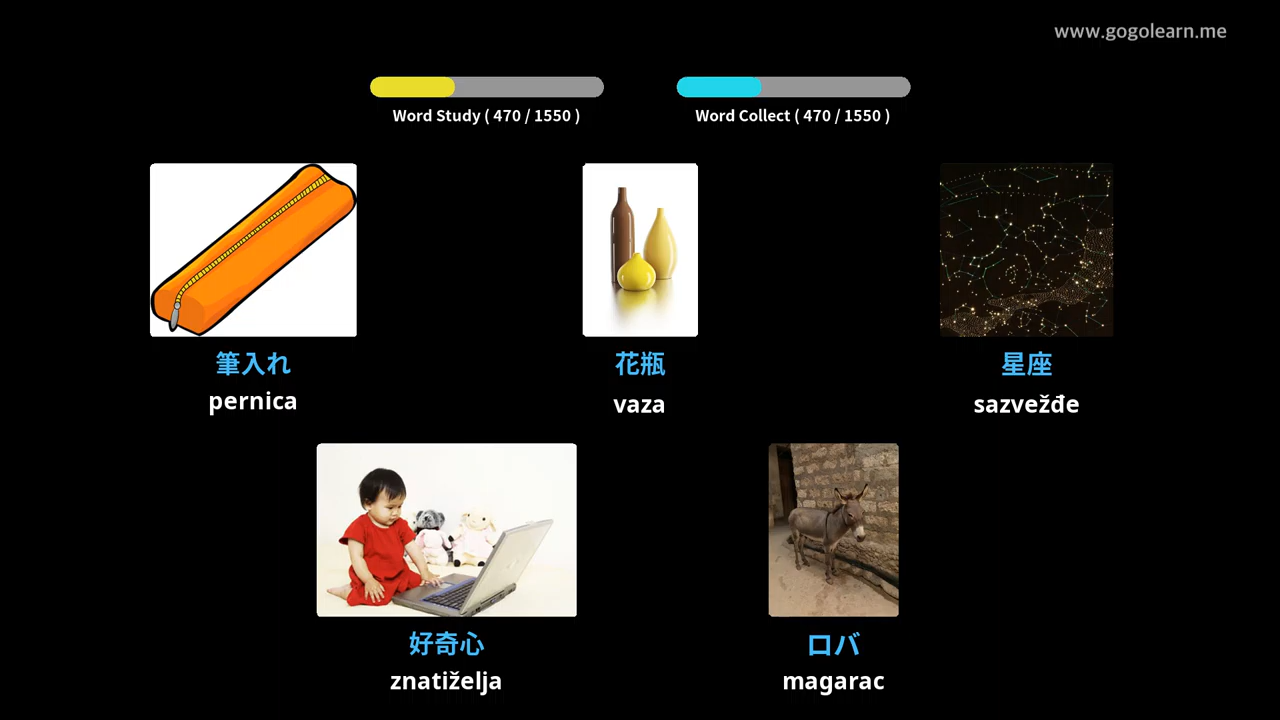 www.gogolearn.me
Word Study ( 470 / 1550 )
Word Collect ( 470 / 1550 )
筆入れ
pernica
花瓶
vaza
星座
sazvežđe
好奇心
znatiželja
ロバ
magarac